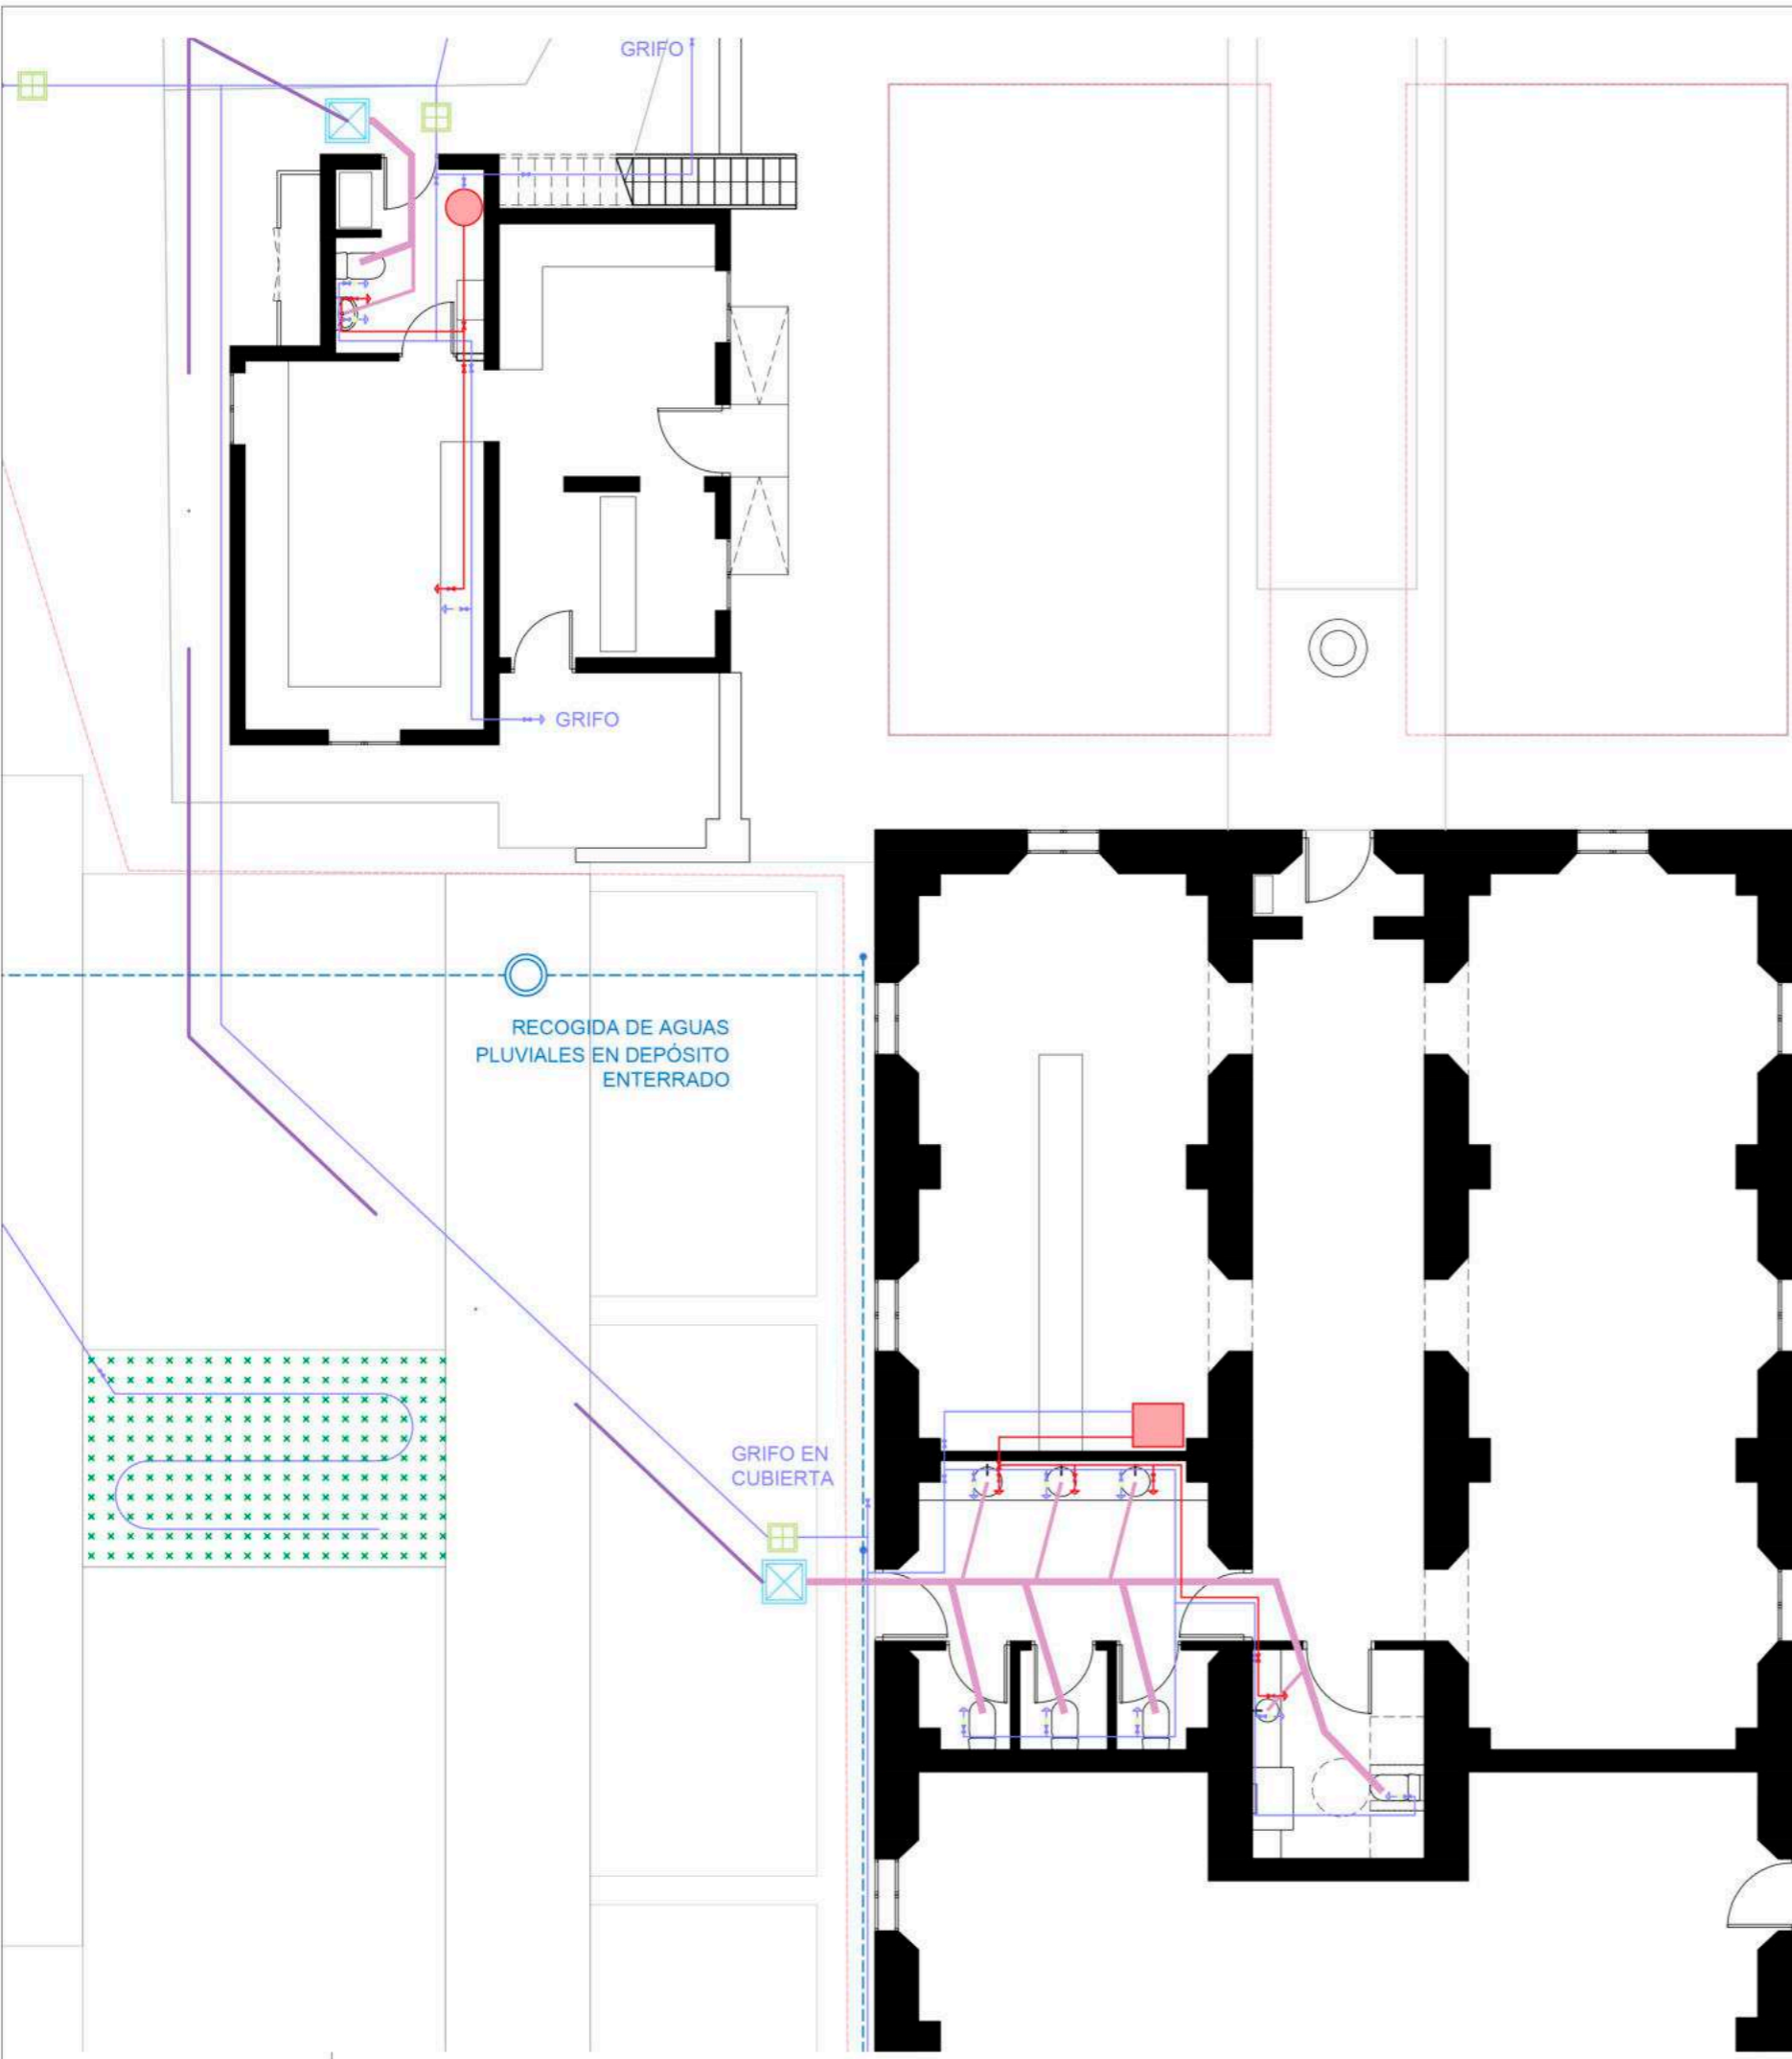 GRIFO
GRIFO
RECOGIDA DE AGUAS
PLUVIALES EN DEPÓSITO
ENTERRADO
GRIFO EN
CUBIERTA